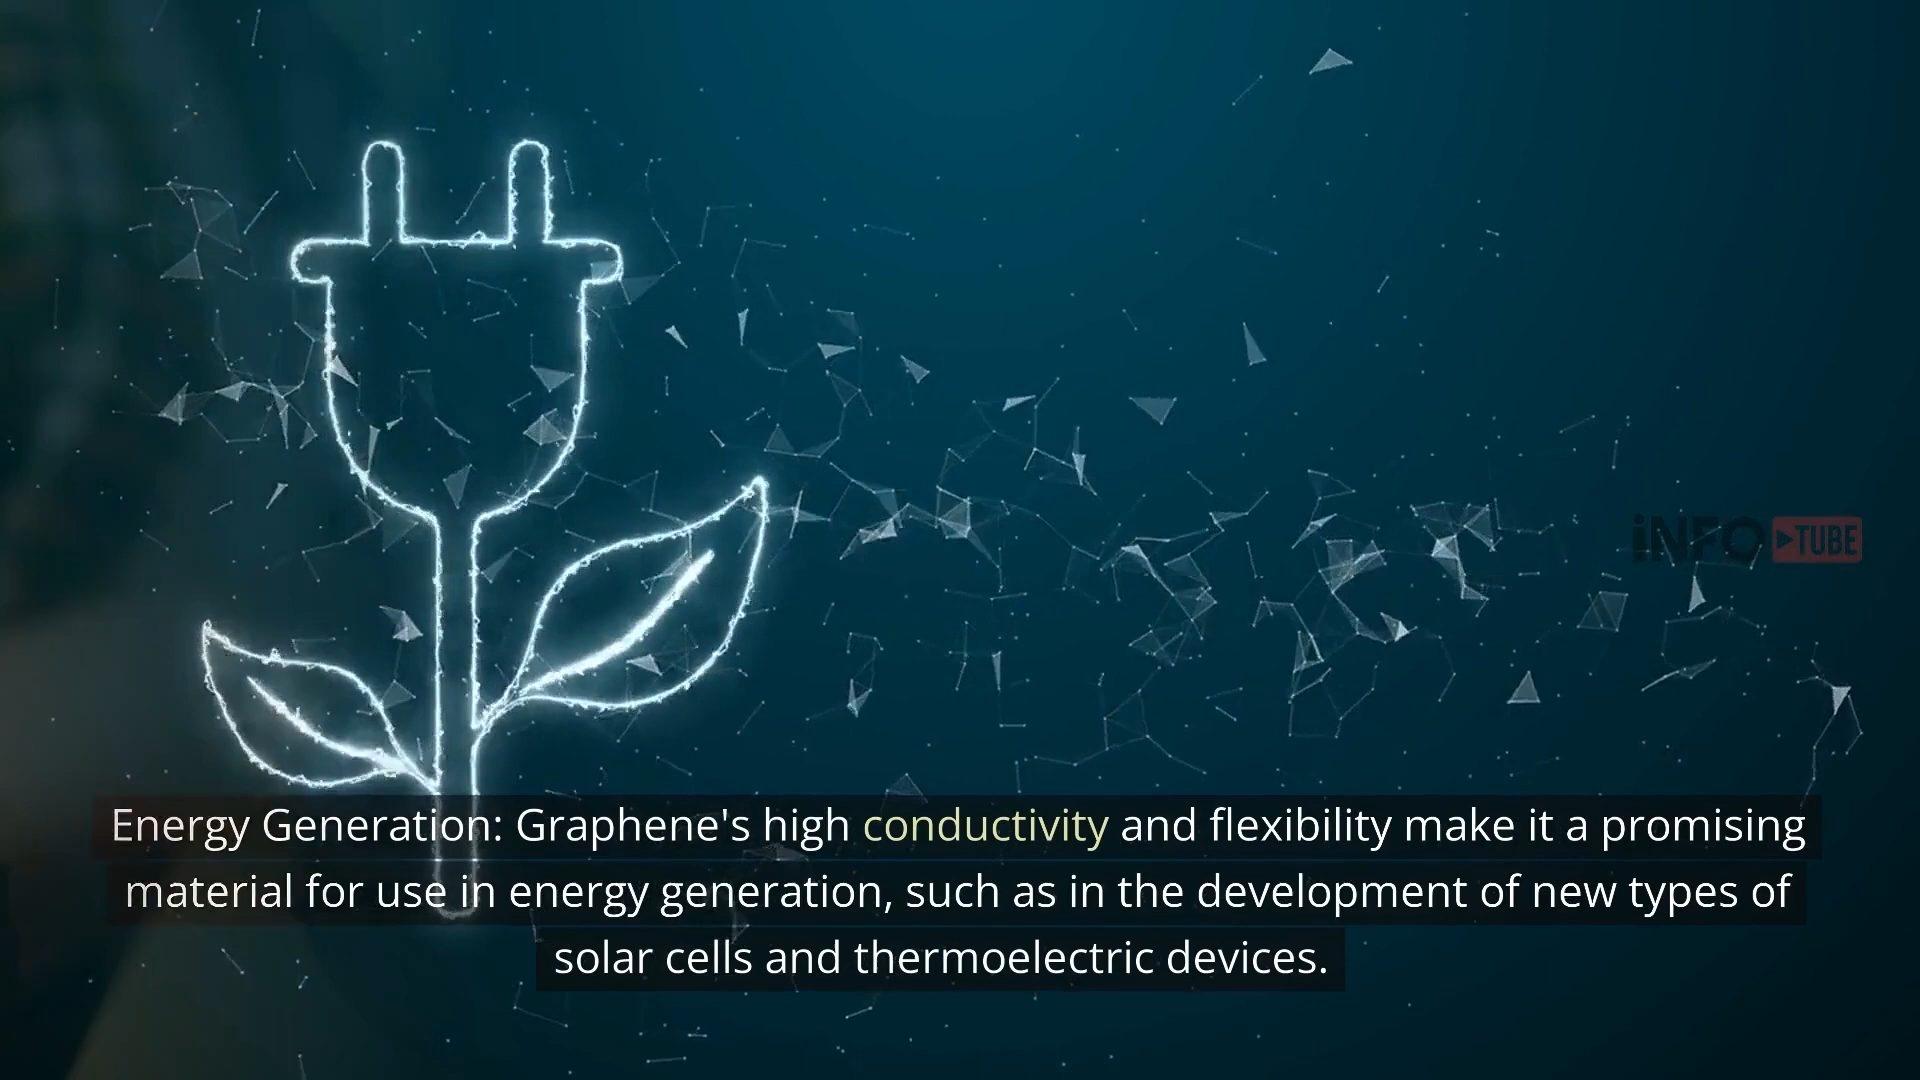 iNFO TUBE
Energy Generation: Graphene's high conductivity and flexibility make it a promising
material for use in energy generation, such as in the development of new types of
solar cells and thermoelectric devices.